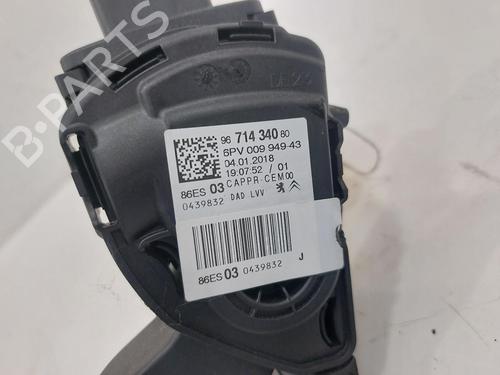 B-PARTS
DE23
96 714 340 80
6PV 009 949-43
04.01.2018
19:07:52 / 01
86ES 03 CAPPR-CEM00
0439832 DAD LVV
86ES 03 0439832 J